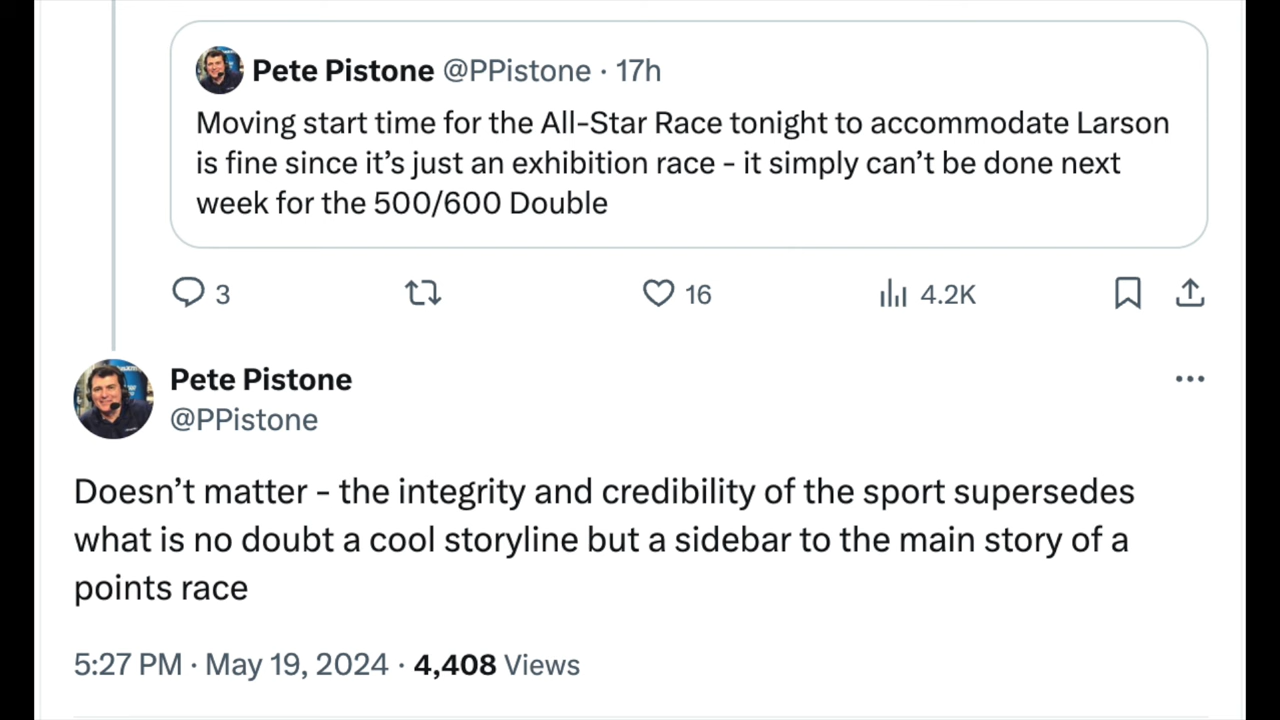 Pete Pistone @PPistone · 17h
Moving start time for the All-Star Race tonight to accommodate Larson
is fine since it’s just an exhibition race - it simply can’t be done next
week for the 500/600 Double
3 16 4.2K
Pete Pistone
@PPistone
Doesn’t matter - the integrity and credibility of the sport supersedes
what is no doubt a cool storyline but a sidebar to the main story of a
points race
5:27 PM · May 19, 2024 · 4,408 Views